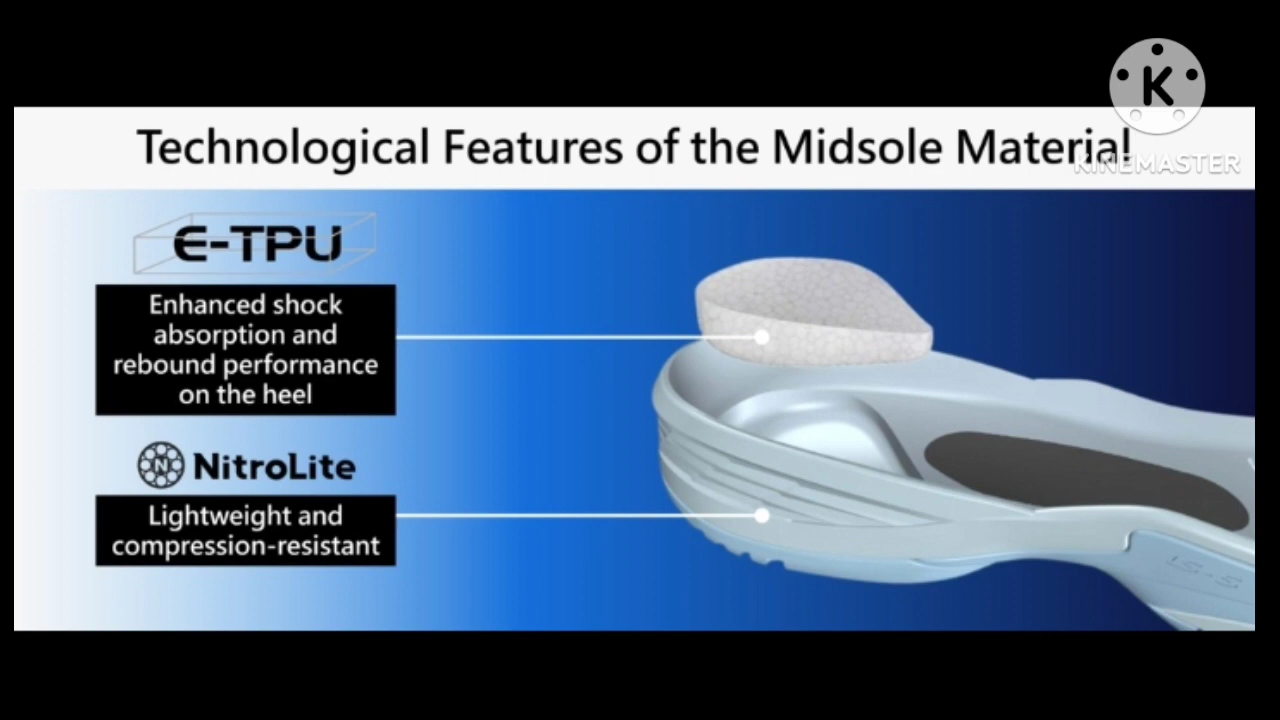 K
KINEMASTER
Technological Features of the Midsole Material
E-TPU
Enhanced shock
absorption and
rebound performance
on the heel
N NitroLite
Lightweight and
compression-resistant